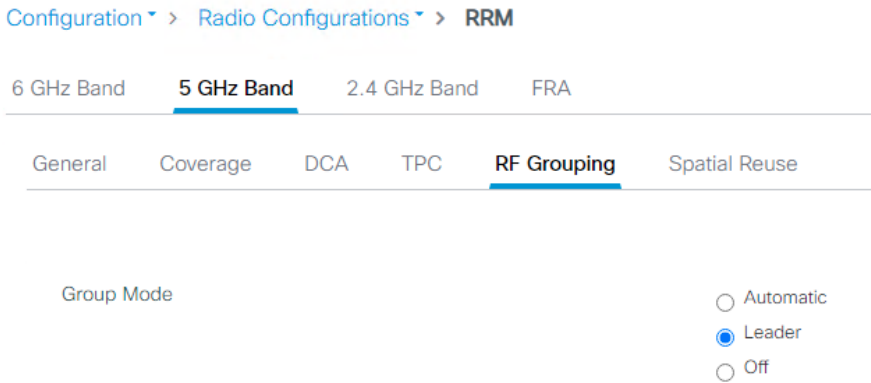 Configuration > Radio Configurations > RRM
6 GHz Band 5 GHz Band 2.4 GHz Band FRA
General Coverage DCA TPC RF Grouping Spatial Reuse
Group Mode
Automatic
Leader
Off